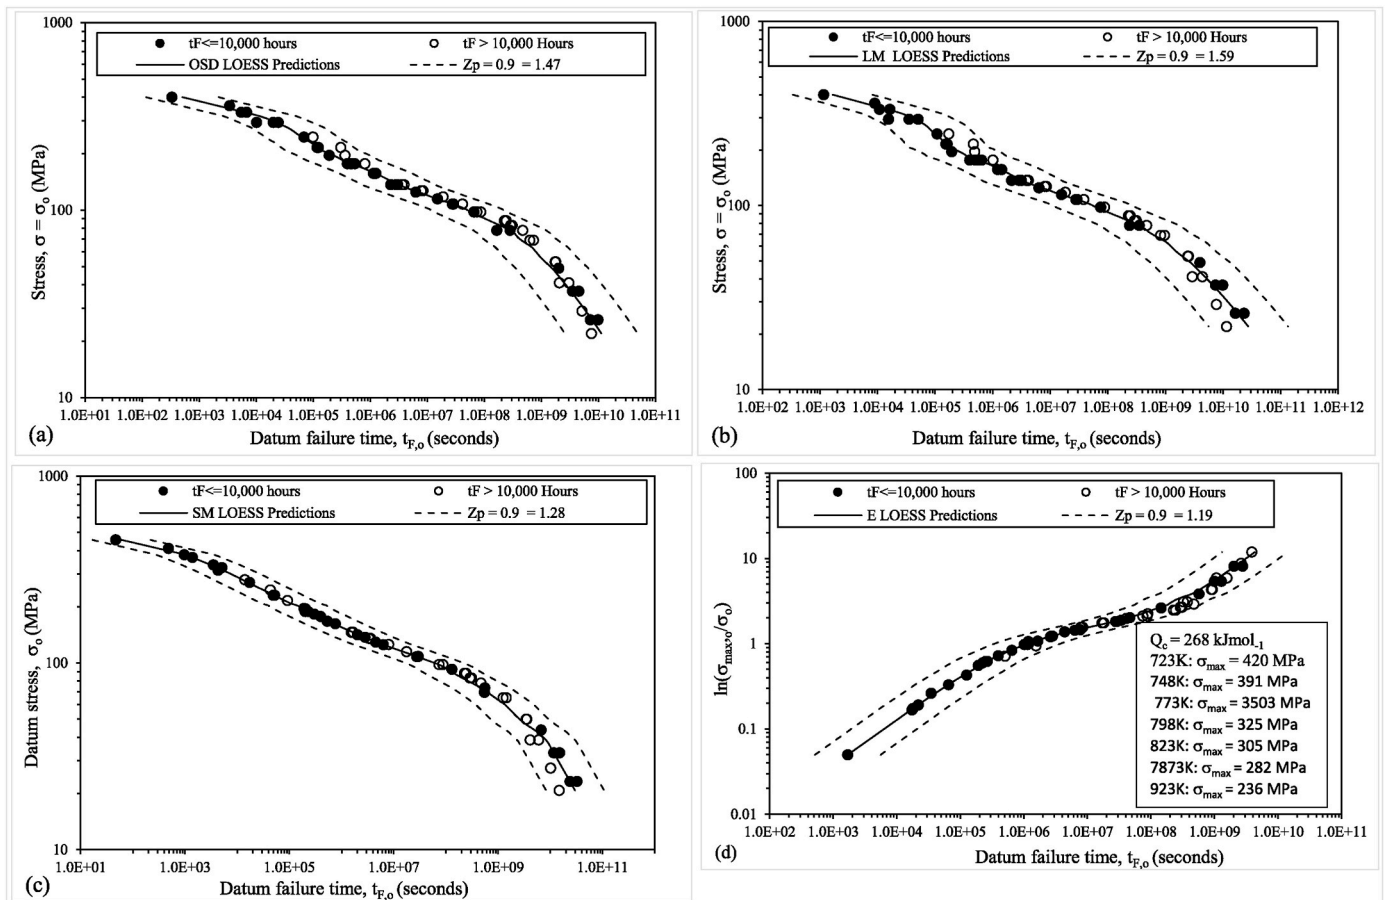 1000
tF<=10,000 hours
tF > 10,000 Hours
OSD LOESS Predictions
Zp = 0.9 = 1.47
Stress, σ = σo (MPa)
100
10
1.0E+01 1.0E+02 1.0E+03 1.0E+04 1.0E+05 1.0E+06 1.0E+07 1.0E+08 1.0E+09 1.0E+10 1.0E+11
(a)
Datum failure time, tF,o (seconds)
1000
tF<=10,000 hours
tF > 10,000 Hours
LM LOESS Predictions
Zp = 0.9 = 1.59
Stress, σ = σo (MPa)
100
10
1.0E+02 1.0E+03 1.0E+04 1.0E+05 1.0E+06 1.0E+07 1.0E+08 1.0E+09 1.0E+10 1.0E+11 1.0E+12
(b)
Datum failure time, tF,o (seconds)
1000
tF<=10,000 hours
tF > 10,000 Hours
SM LOESS Predictions
Zp = 0.9 = 1.28
Datum stress, σo (MPa)
100
10
1.0E+01 1.0E+03 1.0E+05 1.0E+07 1.0E+09 1.0E+11
(c)
Datum failure time, tF,o (seconds)
100
tF<=10,000 hours
tF > 10,000 Hours
E LOESS Predictions
Zp = 0.9 = 1.19
10
ln(σmax,o/σo)
1
0.1
0.01
Qc = 268 kJmol-1
723K: σmax = 420 MPa
748K: σmax = 391 MPa
773K: σmax = 3503 MPa
798K: σmax = 325 MPa
823K: σmax = 305 MPa
7873K: σmax = 282 MPa
923K: σmax = 236 MPa
1.0E+02 1.0E+03 1.0E+04 1.0E+05 1.0E+06 1.0E+07 1.0E+08 1.0E+09 1.0E+10 1.0E+11
(d)
Datum failure time, tF,o (seconds)